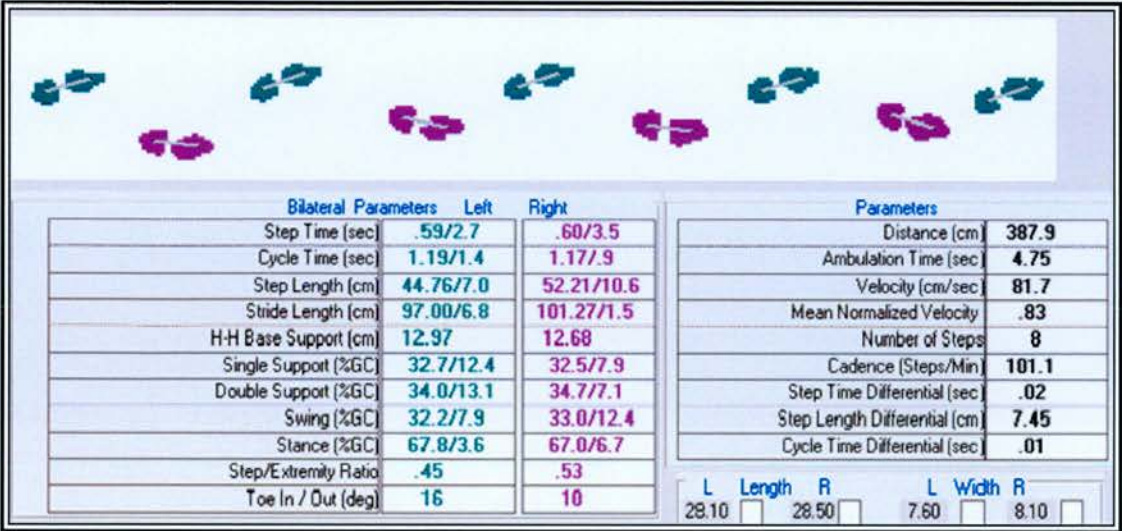 Bilateral Parameters Left Right
Step Time (sec) .59/2.7 .60/3.5
Cycle Time (sec) 1.19/1.4 1.17/.9
Step Length (cm) 44.76/7.0 52.21/10.6
Stride Length (cm) 97.00/6.8 101.27/1.5
H-H Base Support (cm) 12.97 12.68
Single Support (%GC) 32.7/12.4 32.5/7.9
Double Support (%GC) 34.0/13.1 34.7/7.1
Swing (%GC) 32.2/7.9 33.0/12.4
Stance (%GC) 67.8/3.6 67.0/6.7
Step/Extremity Ratio .45 .53
Toe In / Out (deg) 16 10
Parameters
Distance (cm) 387.9
Ambulation Time (sec) 4.75
Velocity (cm/sec) 81.7
Mean Normalized Velocity .83
Number of Steps 8
Cadence (Steps/Min) 101.1
Step Time Differential (sec) .02
Step Length Differential (cm) 7.45
Cycle Time Differential (sec) .01
L Length R L Width R
28.10 28.50 7.60 8.10